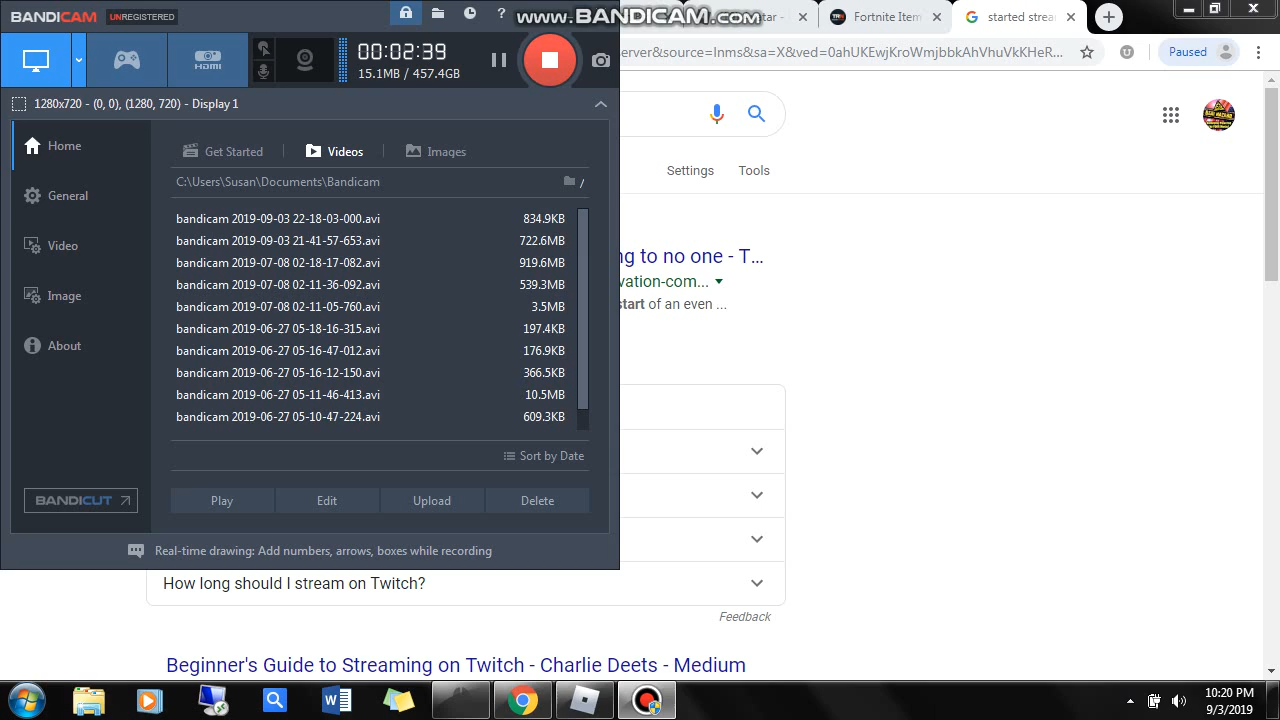 BANDICAM UNREGISTERED
www.BANDICAM.com
00:02:39
15.1MB / 457.4GB
HDMI
1280x720 - (0, 0), (1280, 720) - Display 1
Home
General
Video
Image
About
BANDICUT
Get Started
Videos
Images
C:\Users\Susan\Documents\Bandicam
/
bandicam 2019-09-03 22-18-03-000.avi 834.9KB
bandicam 2019-09-03 21-41-57-653.avi 722.6MB
bandicam 2019-07-08 02-18-17-082.avi 919.6MB
bandicam 2019-07-08 02-11-36-092.avi 539.3MB
bandicam 2019-07-08 02-11-05-760.avi 3.5MB
bandicam 2019-06-27 05-18-16-315.avi 197.4KB
bandicam 2019-06-27 05-16-47-012.avi 176.9KB
bandicam 2019-06-27 05-16-12-150.avi 366.5KB
bandicam 2019-06-27 05-11-46-413.avi 10.5MB
bandicam 2019-06-27 05-10-47-224.avi 609.3KB
Sort by Date
Play Edit Upload Delete
Real-time drawing: Add numbers, arrows, boxes while recording
Fortnite Item
started strea
erver&source=lnms&sa=X&ved=0ahUKEwjKroWmjbbkAhVhuVkKHeR...
Paused
Settings Tools
ng to no one - T...
vation-com...
start of an even ...
How long should I stream on Twitch?
Feedback
Beginner's Guide to Streaming on Twitch - Charlie Deets - Medium
10:20 PM
9/3/2019